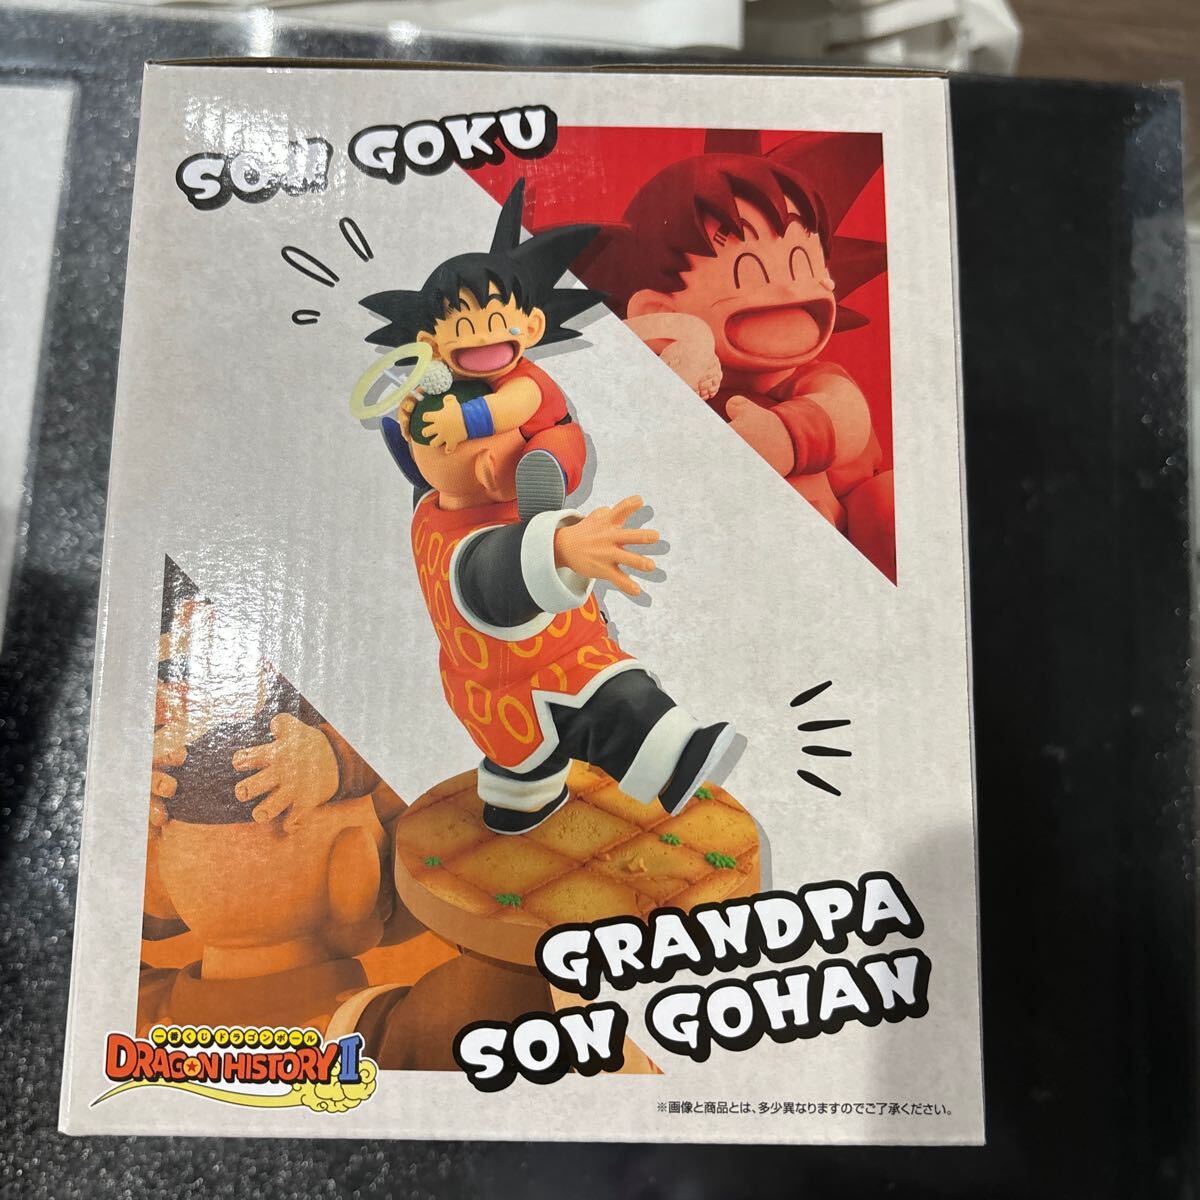 SON GOKU
GRANDPA
SON GOHAN
一番くじ ドラゴンボール
DRAGON HISTORY II
※画像と商品とは、多少異なりますのでご了承ください。